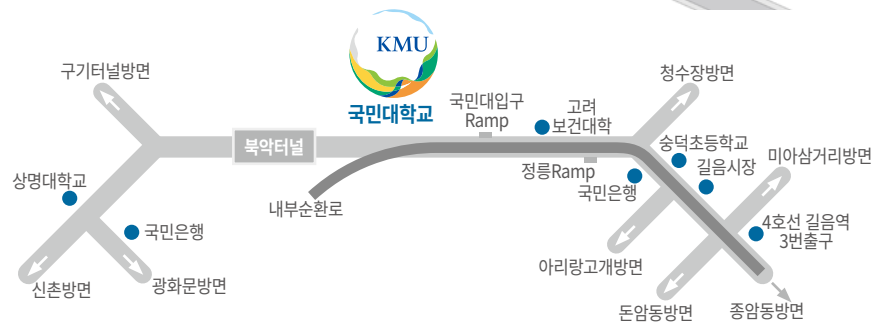 KMU
국민대학교
구기터널방면
북악터널
상명대학교
국민은행
신촌방면
광화문방면
내부순환로
국민대입구
Ramp
고려
보건대학
정릉Ramp
청수장방면
숭덕초등학교
길음시장
미아삼거리방면
국민은행
4호선 길음역
3번출구
아리랑고개방면
돈암동방면
종암동방면